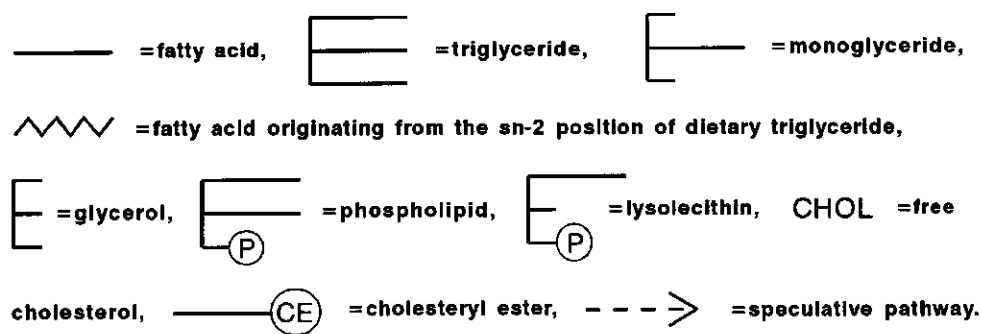 =fatty acid, =triglyceride, =monoglyceride,
=fatty acid originating from the sn-2 position of dietary triglyceride,
=glycerol, P =phospholipid, P =lysolecithin, CHOL =free
cholesterol, CE =cholesteryl ester, =speculative pathway.